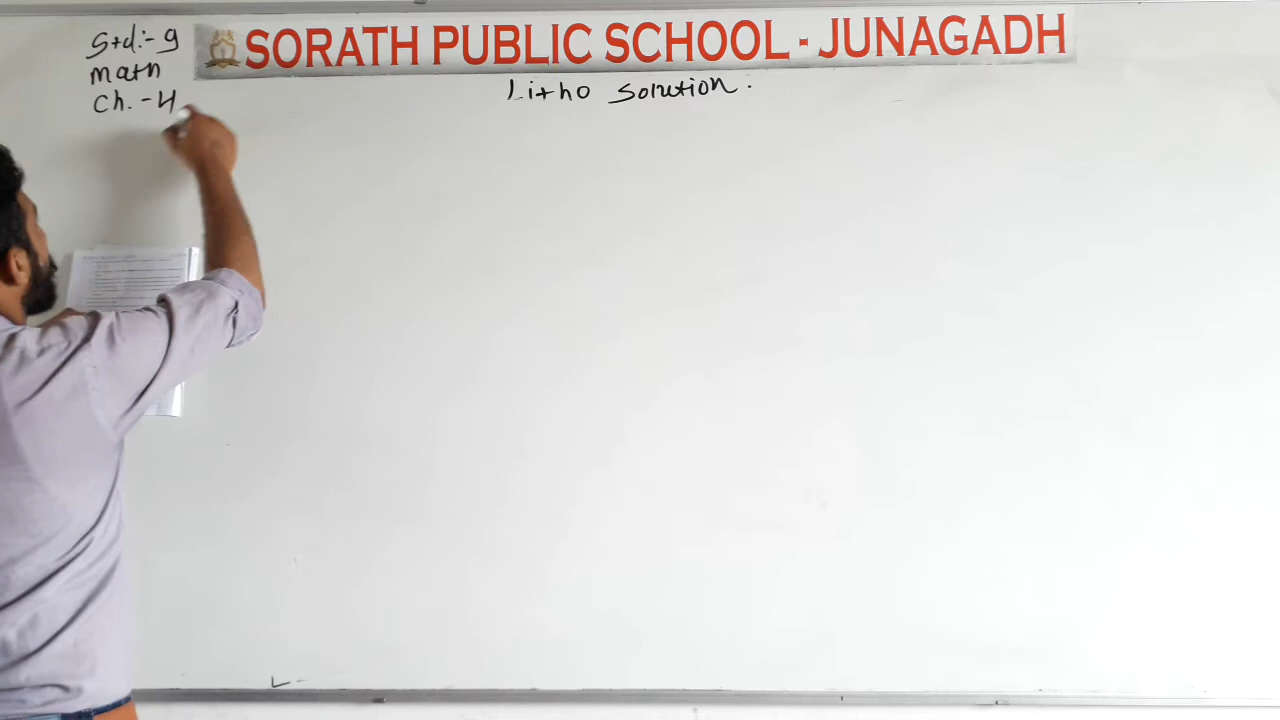 Std:- 9
SORATH PUBLIC SCHOOL - JUNAGADH
math
Litho Solution.
Ch. - 4